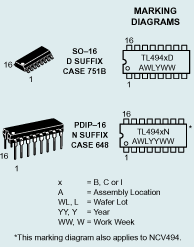 MARKING
DIAGRAMS
16
SO–16
D SUFFIX
CASE 751B
1
16
TL494xD
AWLYWW
1
16
PDIP–16
N SUFFIX
CASE 648
1
16
*
TL494xN
AWLYYWW
1
x = B, C or I
A = Assembly Location
WL, L = Wafer Lot
YY, Y = Year
WW, W = Work Week
*This marking diagram also applies to NCV494.